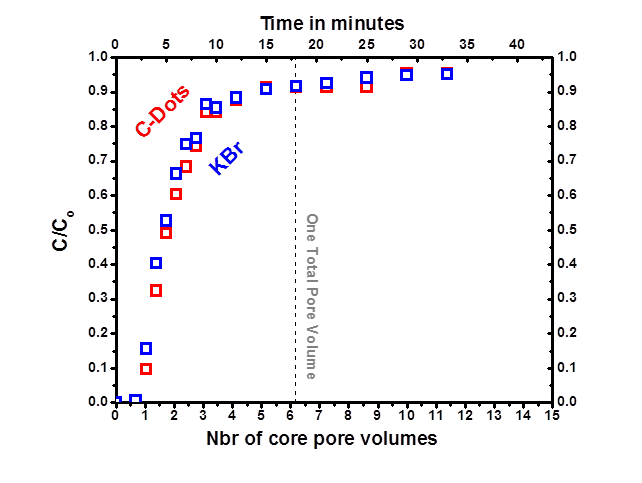 Time in minutes
0 5 10 15 20 25 30 35 40
1.0 1.0
0.9 0.9
0.8 0.8
0.7 0.7
0.6 0.6
0.5 0.5
0.4 0.4
0.3 0.3
0.2 0.2
0.1 0.1
0.0 0.0
C/Co
C-Dots
KBr
One Total Pore Volume
0 1 2 3 4 5 6 7 8 9 10 11 12 13 14 15
Nbr of core pore volumes